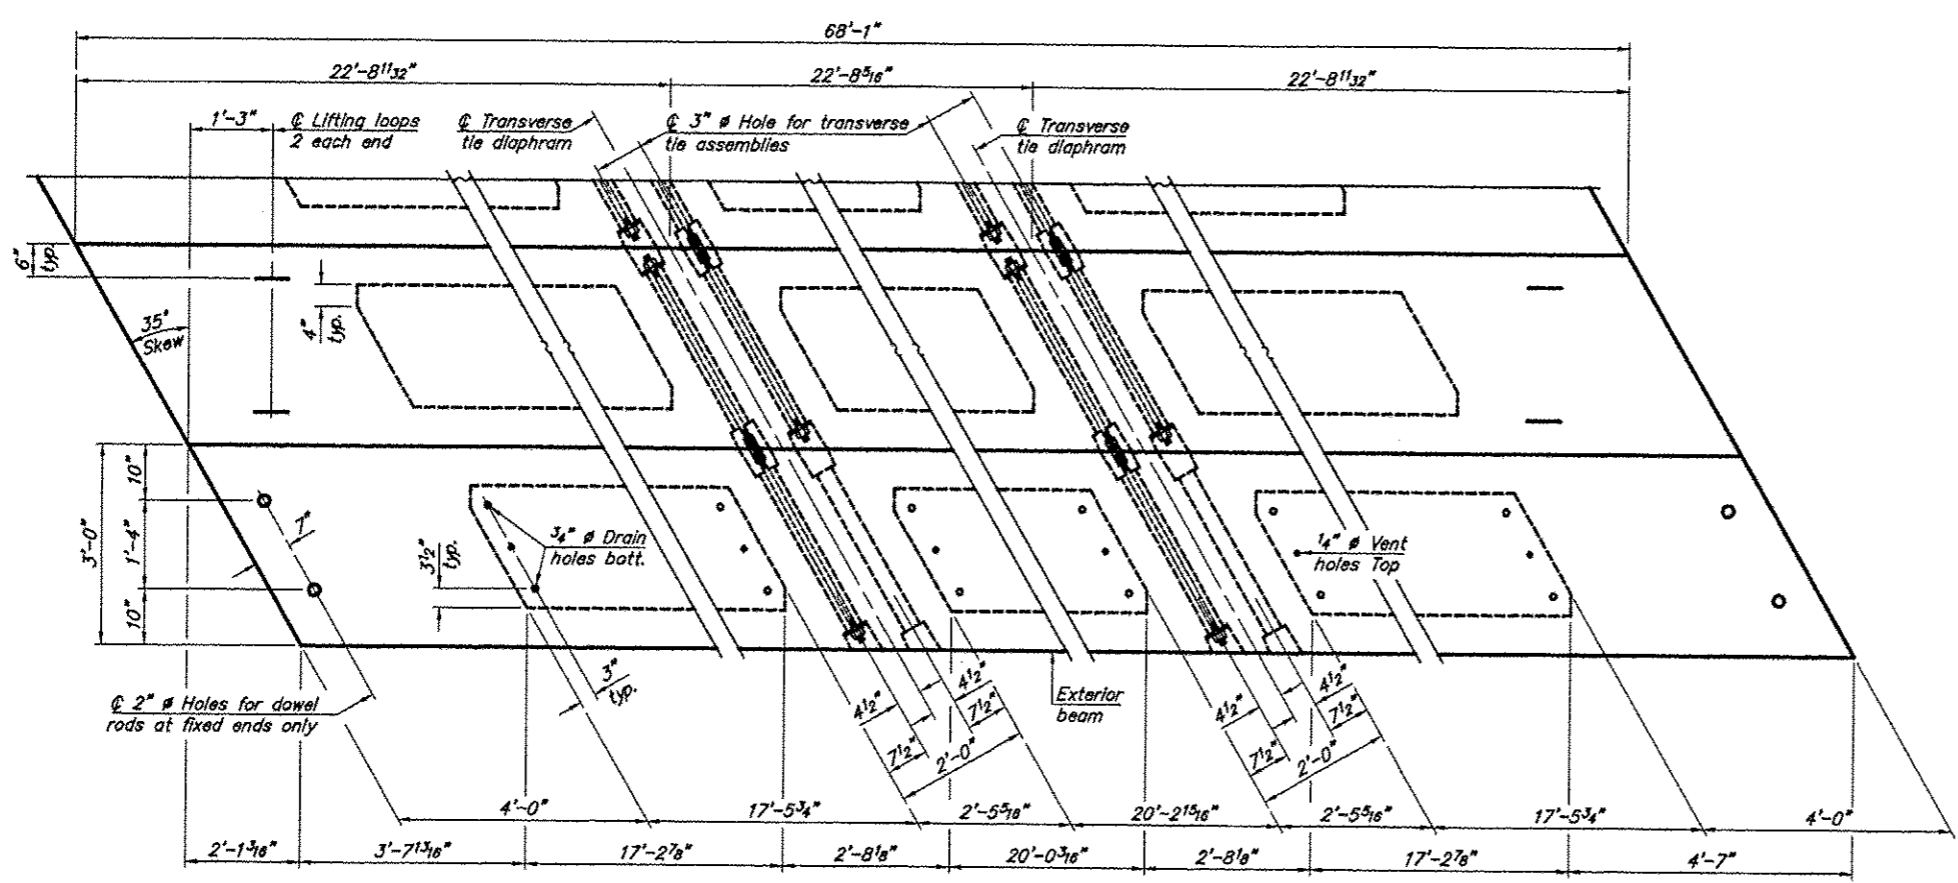 68'-1"
22'-8 11/32"
22'-8 5/16"
22'-8 11/32"
1'-3"
℄ Lifting loops
2 each end
℄ Transverse
tie diaphram
℄ 3" ø Hole for transverse
tie assemblies
℄ Transverse
tie diaphram
6"
typ.
35°
Skew
4"
typ.
3'-0"
10"
1'-4"
10"
7"
3 1/2"
typ.
3/4" ø Drain
holes bott.
1/4" ø Vent
holes Top
℄ 2" ø Holes for dowel
rods at fixed ends only
3"
typ.
4 1/2"
7 1/2"
4 1/2"
7 1/2"
2'-0"
Exterior
beam
4 1/2"
7 1/2"
4 1/2"
7 1/2"
2'-0"
4'-0"
17'-5 3/4"
2'-5 5/16"
20'-2 15/16"
2'-5 5/16"
17'-5 3/4"
4'-0"
2'-1 3/16"
3'-7 13/16"
17'-2 7/8"
2'-8 1/8"
20'-0 3/16"
2'-8 1/8"
17'-2 7/8"
4'-7"